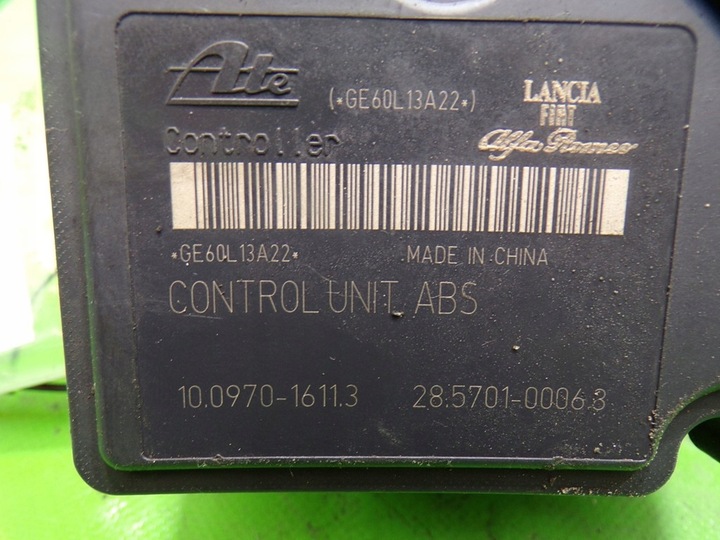 Ate
(*GE60L13A22*)
LANCIA
FIAT
Alfa Romeo
Controller
*GE60L13A22*
MADE IN CHINA
CONTROL UNIT ABS
10.0970-1611.3
28.5701-0006.3